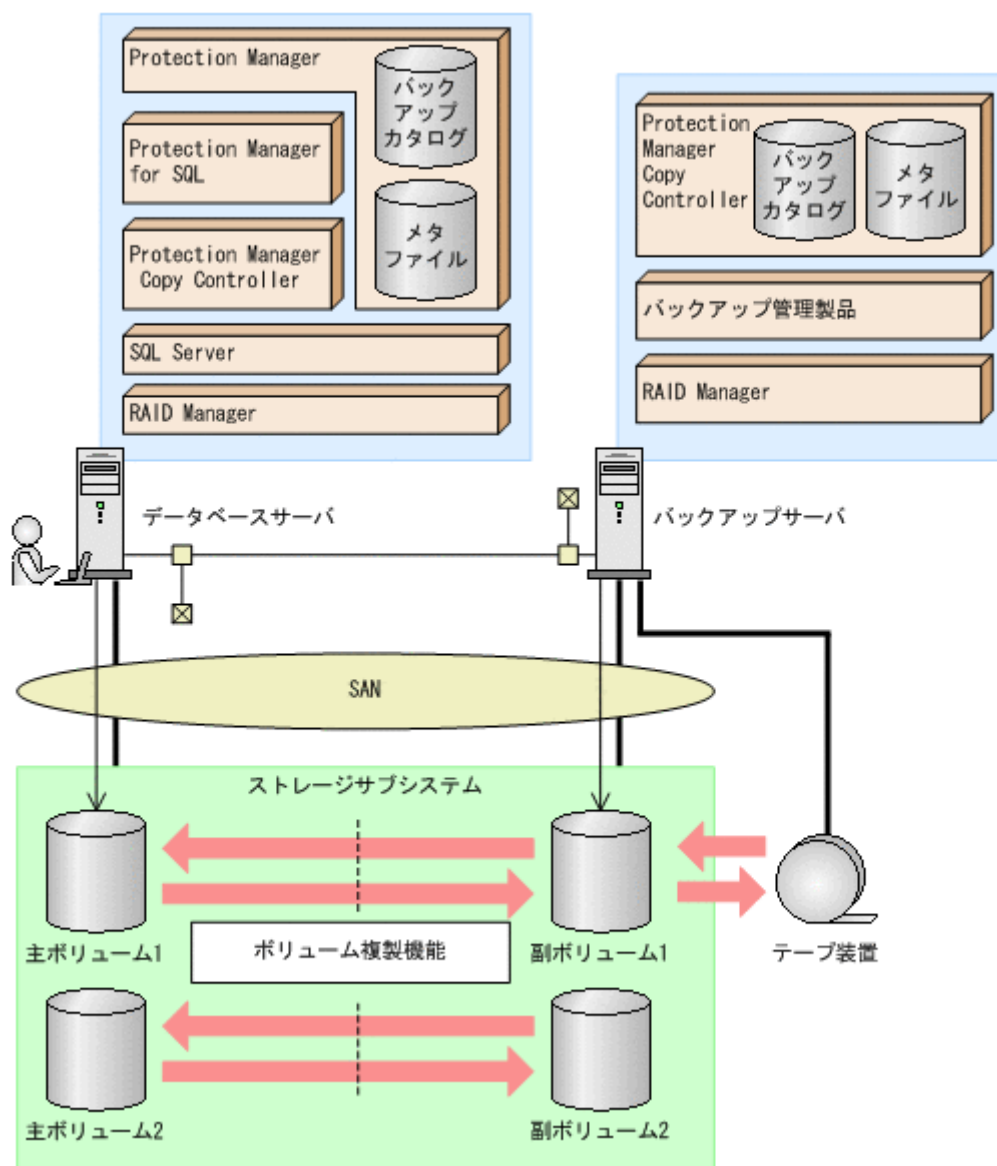 Protection Manager
バック
アップ
カタログ
Protection Manager
for SQL
メタ
ファイル
Protection Manager
Copy Controller
SQL Server
RAID Manager
Protection
Manager
Copy
Controller
バック
アップ
カタログ
メタ
ファイル
バックアップ管理製品
RAID Manager
データベースサーバ
バックアップサーバ
SAN
ストレージサブシステム
主ボリューム1
ボリューム複製機能
副ボリューム1
テープ装置
主ボリューム2
副ボリューム2